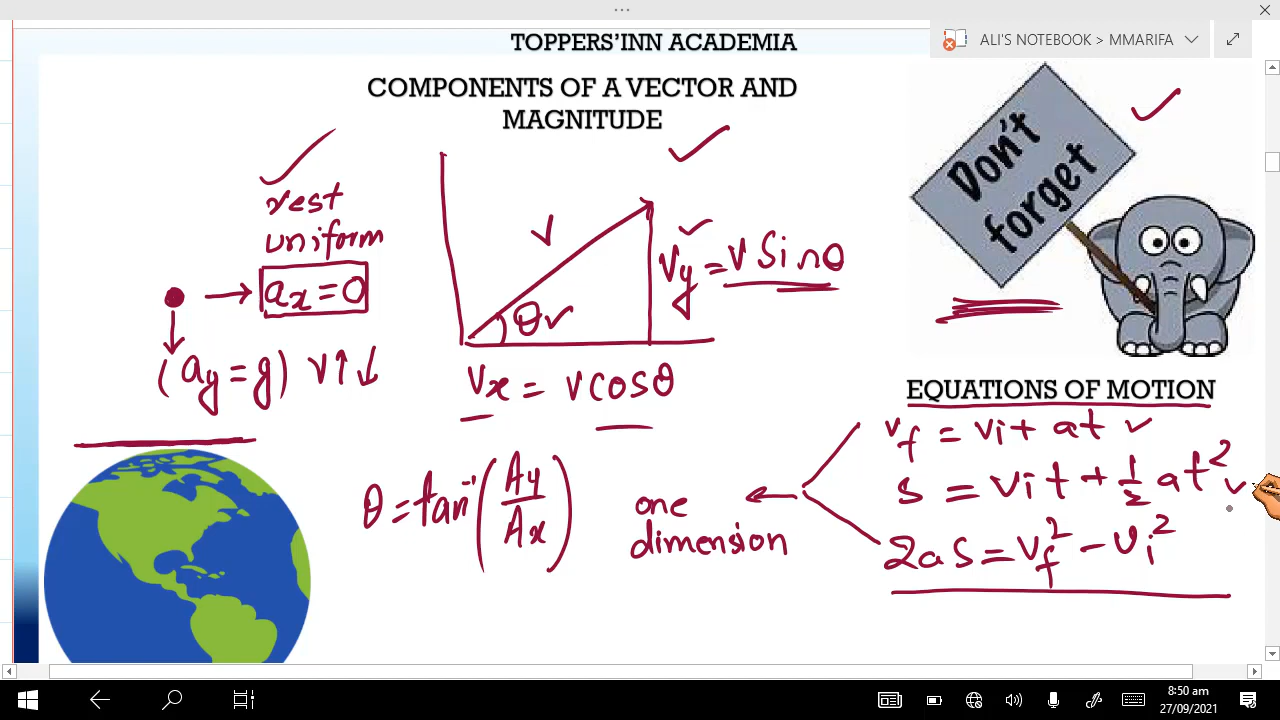 ALI'S NOTEBOOK > MMARIFA
TOPPERS'INN ACADEMIA
COMPONENTS OF A VECTOR AND
MAGNITUDE
Don't
forget
rest
uniform
ax = 0
(ay = g) v↑↓
V
θ
Vy = V Sinθ
Vx = VCOSθ
θ = tan⁻¹(Ay/Ax)
one
dimension
EQUATIONS OF MOTION
Vf = Vi + at
S = Vit + 1/2 at²
2aS = Vf² - Vi²
8:50 am
27/09/2021